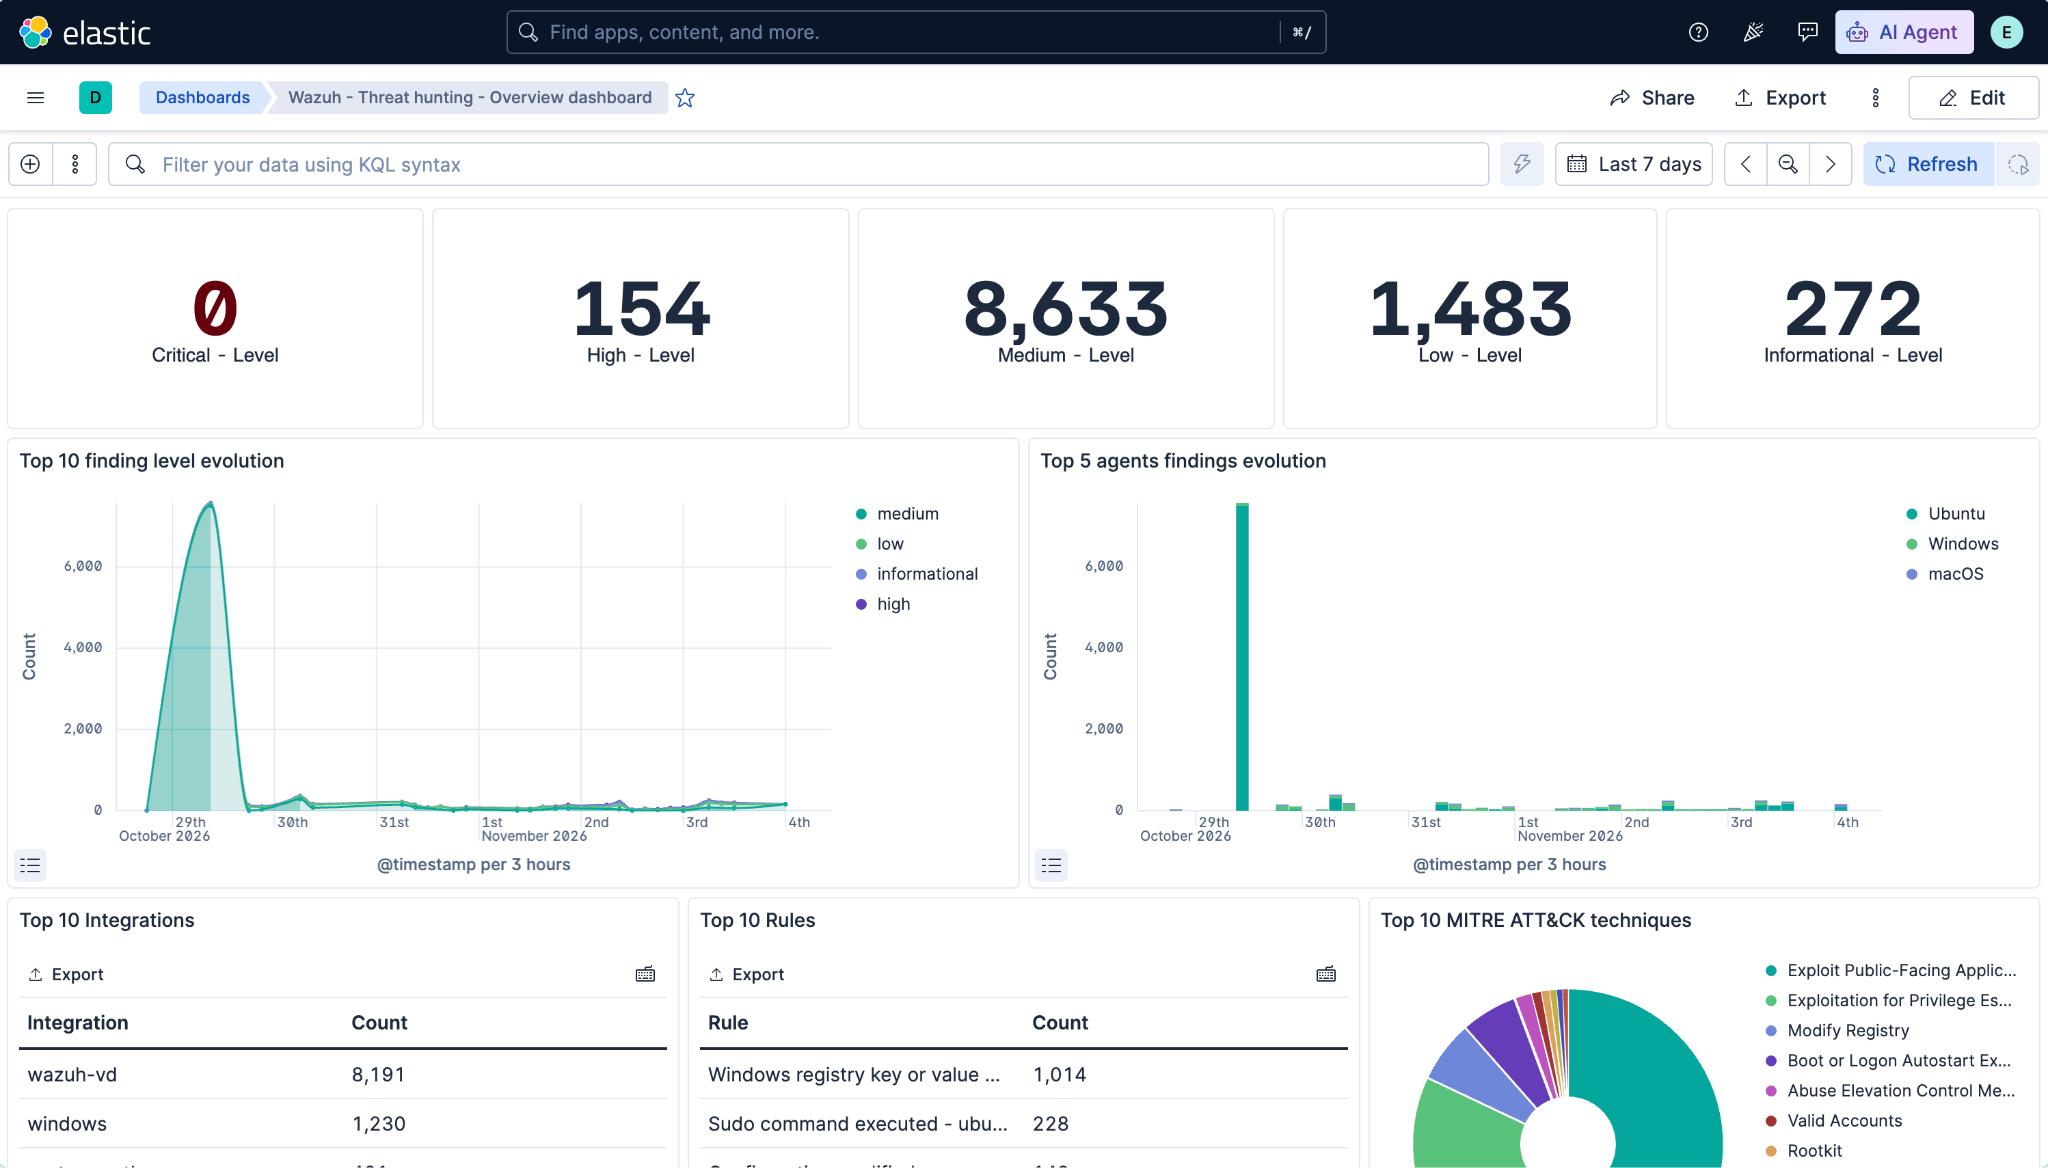 elastic
Find apps, content, and more.
⌘/
AI Agent
E
D
Dashboards
Wazuh - Threat hunting - Overview dashboard
Share
Export
Edit
Filter your data using KQL syntax
Last 7 days
Refresh
0
Critical - Level
154
High - Level
8,633
Medium - Level
1,483
Low - Level
272
Informational - Level
Top 10 finding level evolution
Count
6,000
4,000
2,000
0
29th
30th
31st
1st
2nd
3rd
4th
October 2026
November 2026
@timestamp per 3 hours
medium
low
informational
high
Top 5 agents findings evolution
Count
6,000
4,000
2,000
0
29th
30th
31st
1st
2nd
3rd
4th
October 2026
November 2026
@timestamp per 3 hours
Ubuntu
Windows
macOS
Top 10 Integrations
Export
Integration Count
wazuh-vd 8,191
windows 1,230
Top 10 Rules
Export
Rule Count
Windows registry key or value ... 1,014
Sudo command executed - ubu... 228
Top 10 MITRE ATT&CK techniques
Exploit Public-Facing Applic...
Exploitation for Privilege Es...
Modify Registry
Boot or Logon Autostart Ex...
Abuse Elevation Control Me...
Valid Accounts
Rootkit